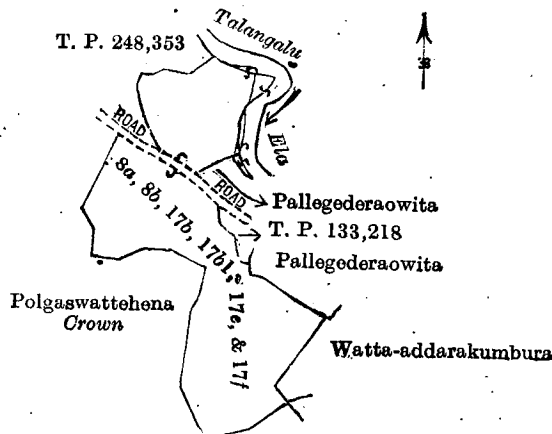 Talangalu
T. P. 248,353
Ela
ROAD
ROAD
Pallegederaowita
T. P. 133,218
Pallegederaowita
8a, 8b, 17b, 17b1, 17e, & 17f
Polgaswattehena
Crown
Watta-addarakumbura